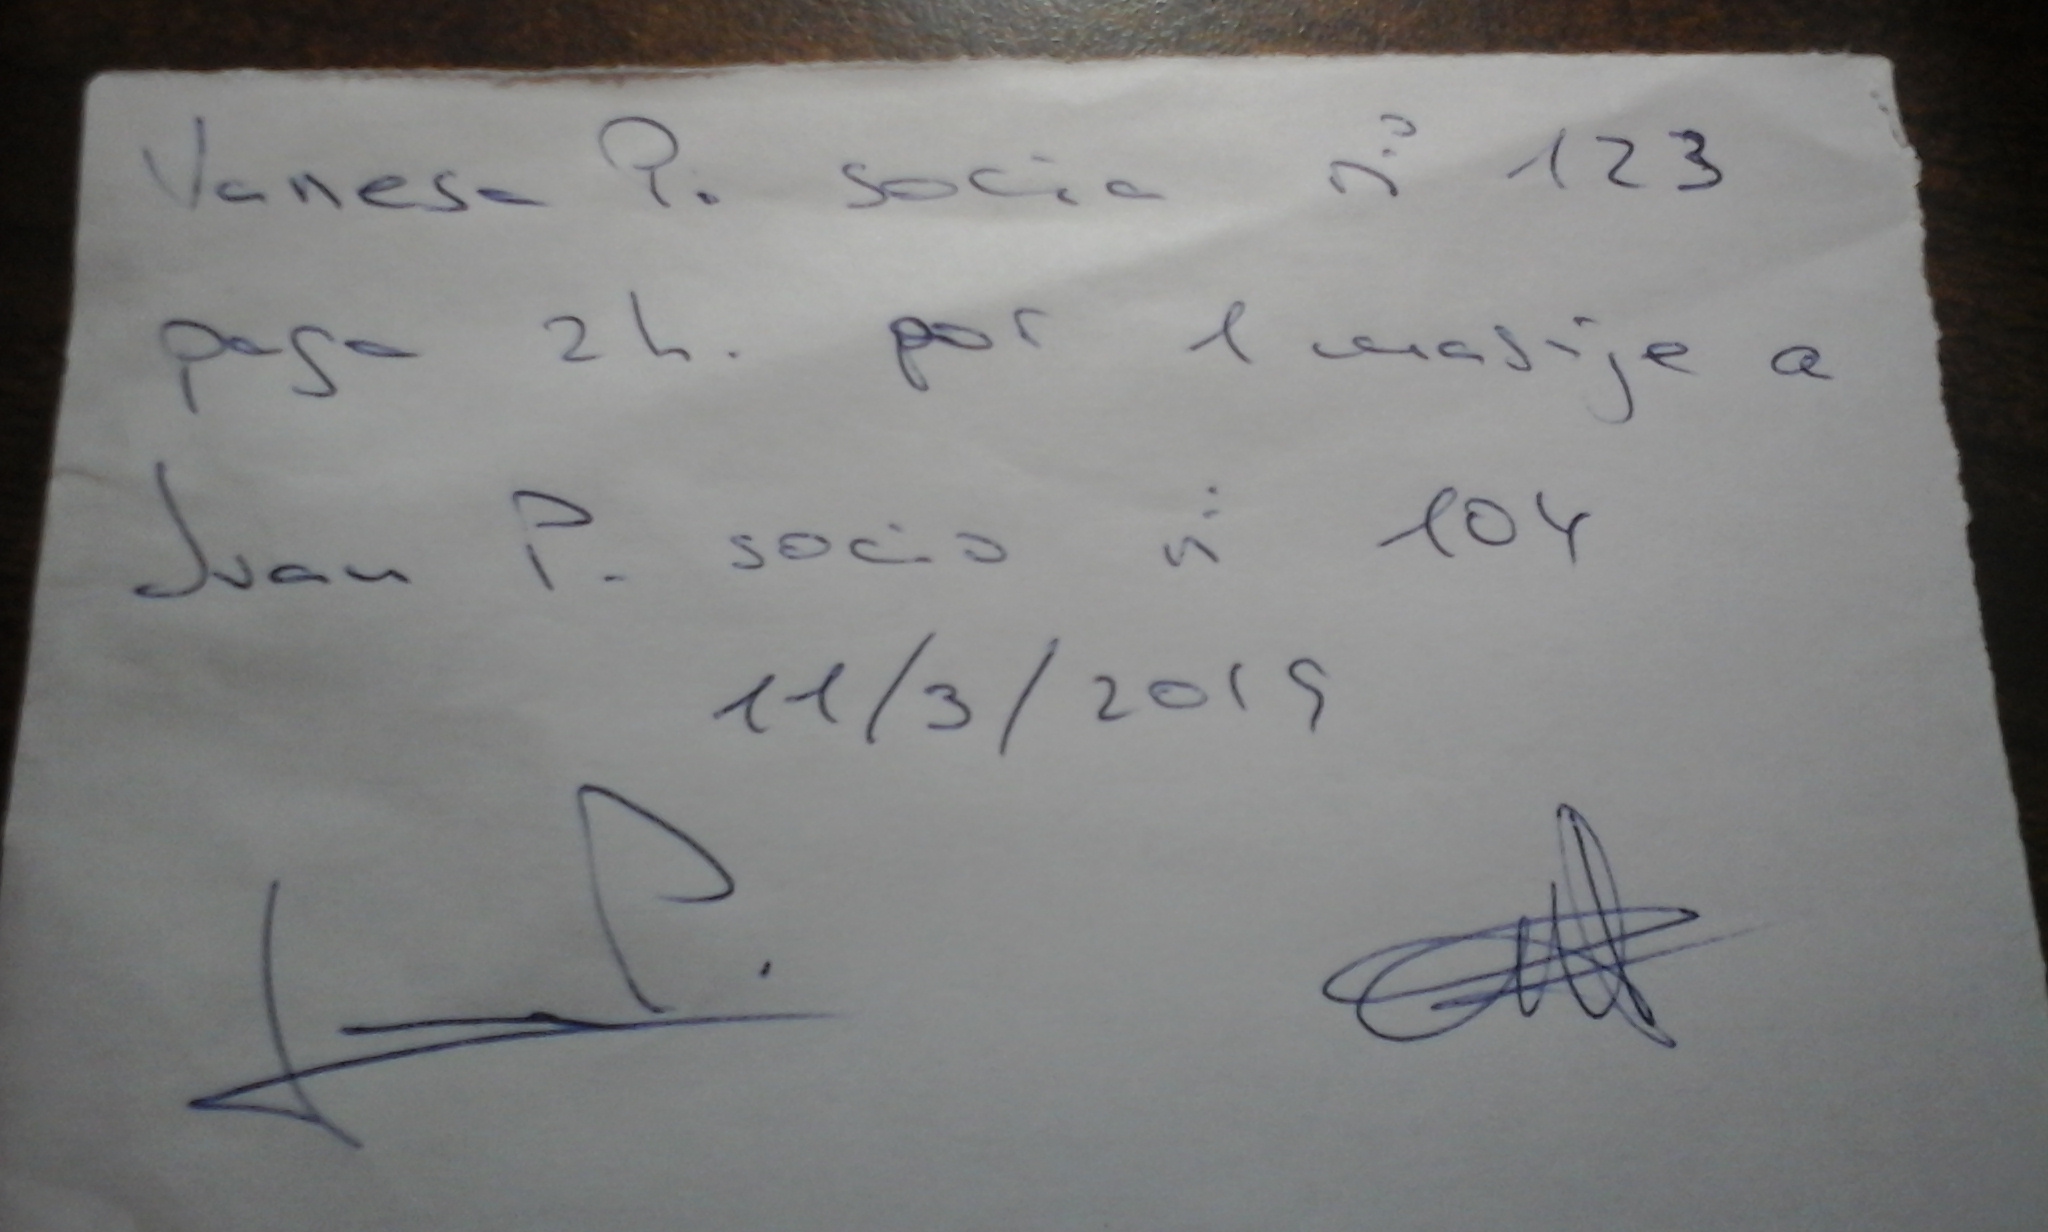 Vanesa P. socia nº 123
paga 2h. por 1 masaje a
Juan P. socio nº 104
11/3/2019
P.